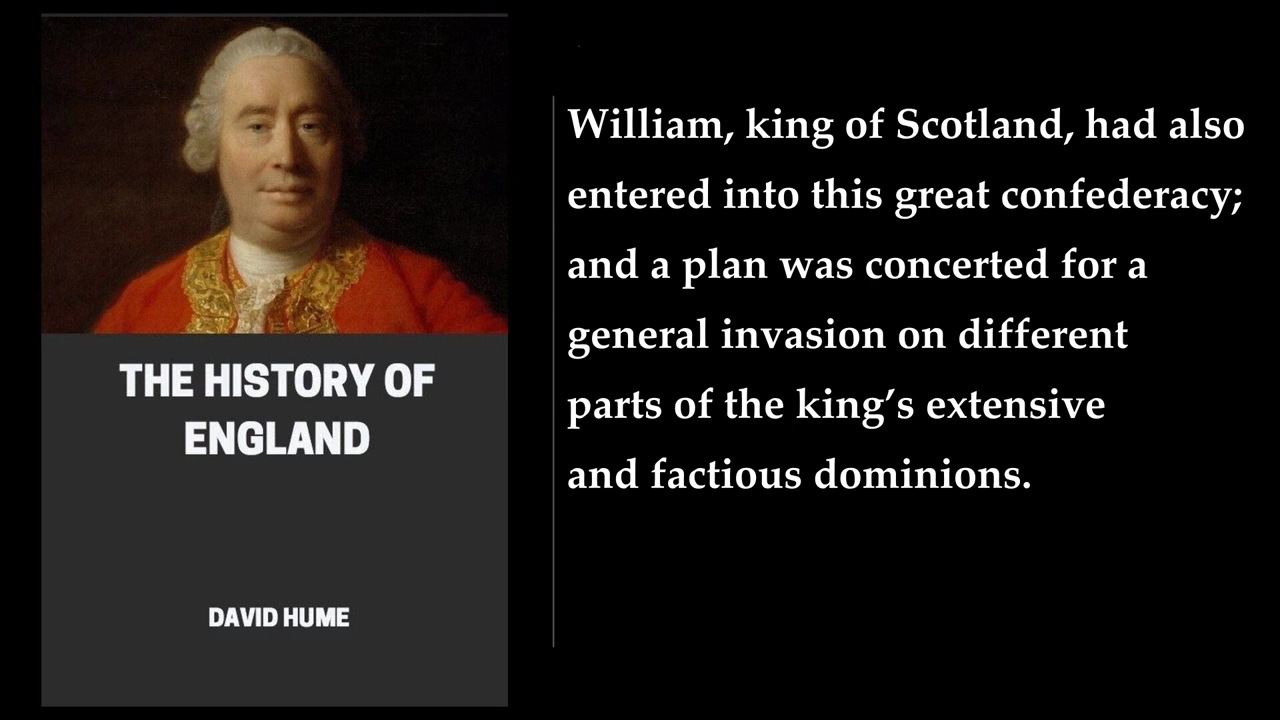 THE HISTORY OF
ENGLAND
DAVID HUME
William, king of Scotland, had also
entered into this great confederacy;
and a plan was concerted for a
general invasion on different
parts of the king’s extensive
and factious dominions.